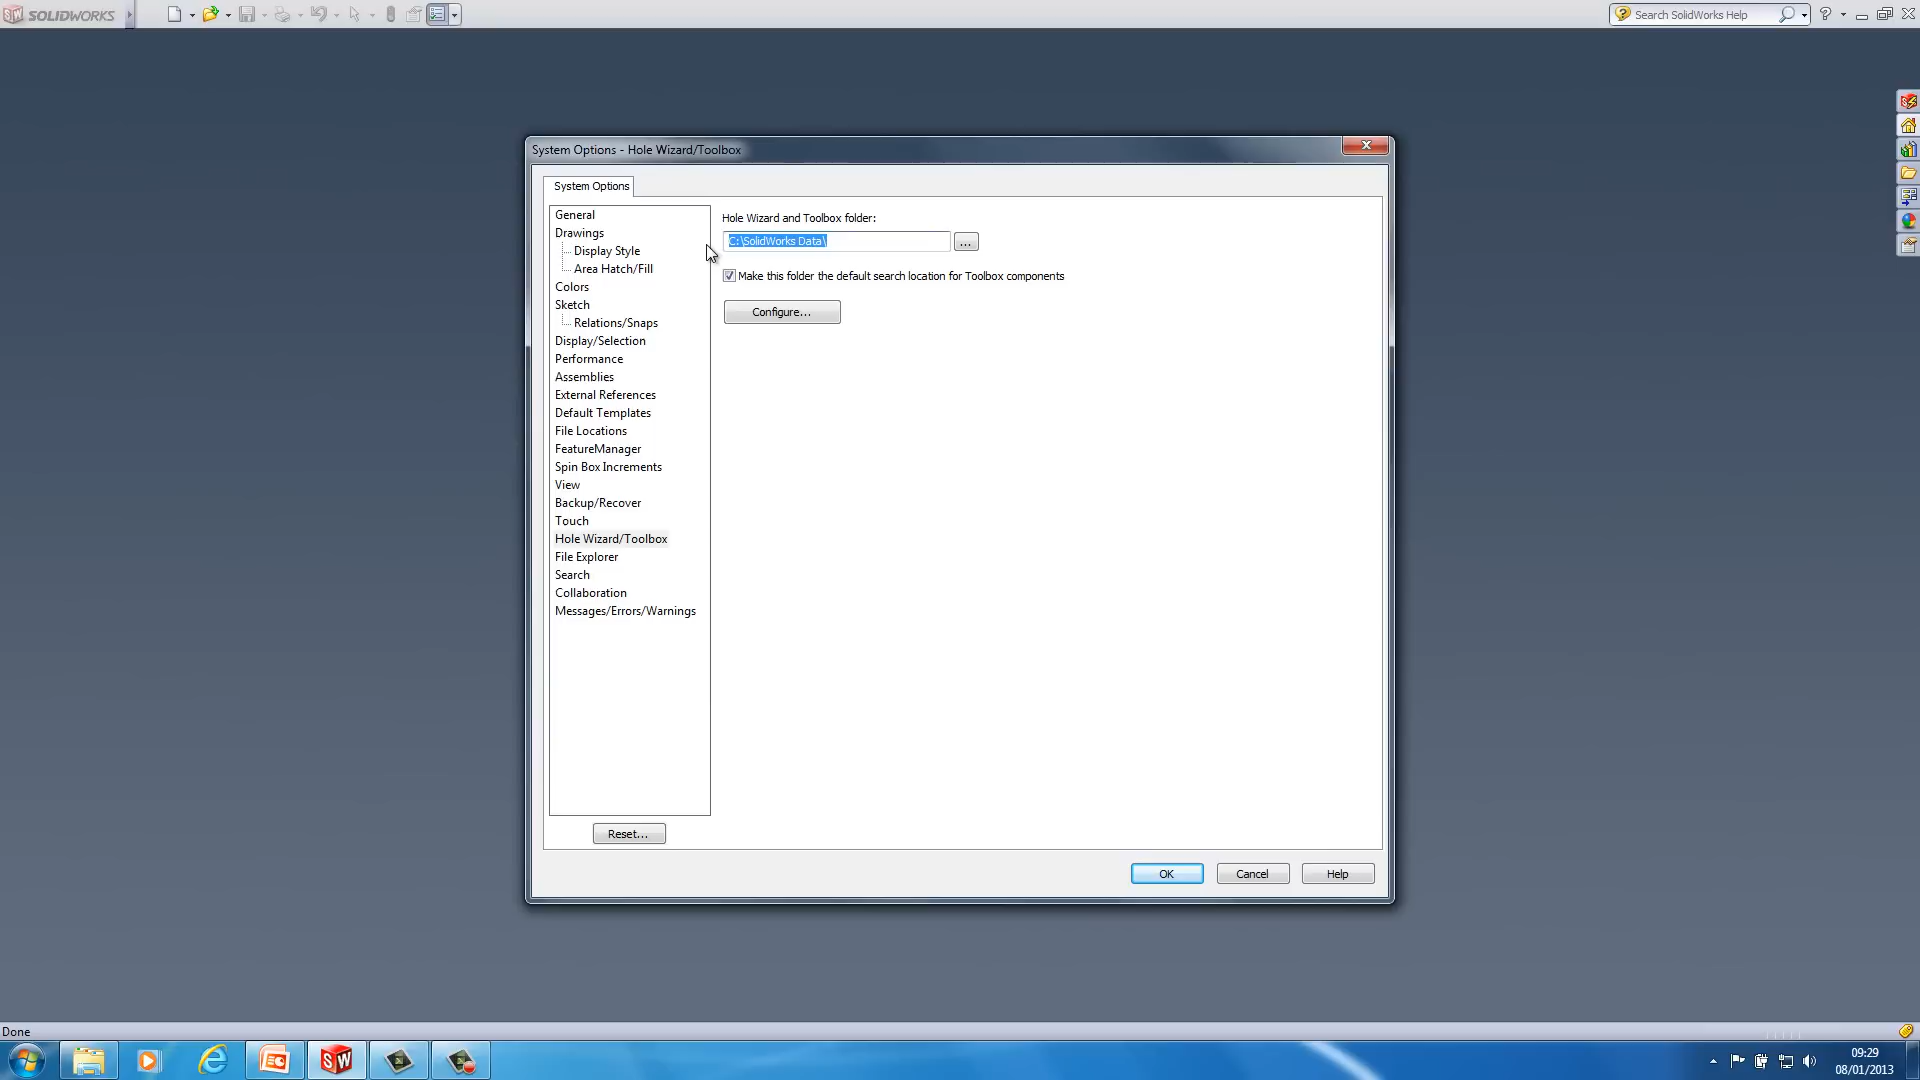 SOLIDWORKS
Search SolidWorks Help
System Options - Hole Wizard/Toolbox
System Options
General
Drawings
Display Style
Area Hatch/Fill
Colors
Sketch
Relations/Snaps
Display/Selection
Performance
Assemblies
External References
Default Templates
File Locations
FeatureManager
Spin Box Increments
View
Backup/Recover
Touch
Hole Wizard/Toolbox
File Explorer
Search
Collaboration
Messages/Errors/Warnings
Reset...
Hole Wizard and Toolbox folder:
C:\SolidWorks Data\
...
Make this folder the default search location for Toolbox components
Configure...
OK
Cancel
Help
Done
SW
09:29
08/01/2013